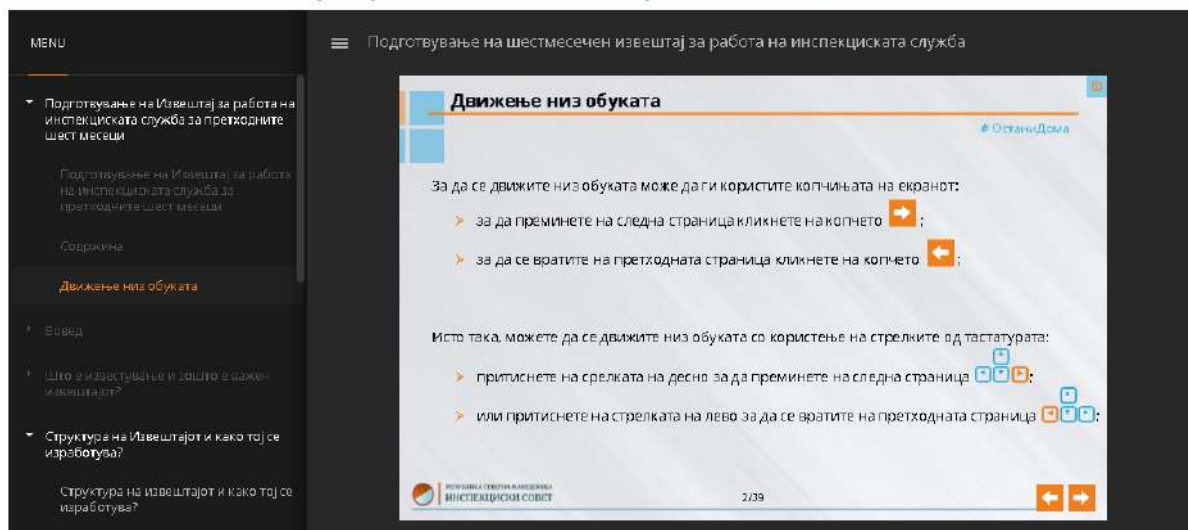 MENU
Подготвување на Извештај за работа на
инспекциската служба за претходните
шест месеци
Подготвување на Извештај за работа
на инспекциската служба за
претходните шест месеци
Содржина
Движење низ обуката
Вовед
Што е известување и зошто е важен
извештајот?
Структура на Извештајот и како тој се
изработува?
Структура на извештајот и како тој се
изработува?
Подготвување на шестмесечен извештај за работа на инспекциската служба
Движење низ обуката
# ОстаниДома
За да се движите низ обуката може да ги користите копчињата на екранот:
за да преминете на следна страница кликнете на копчето ;
за да се вратите на претходната страница кликнете на копчето ;
Исто така, можете да се движите низ обуката со користење на стрелките од тастатурата:
притиснете на срелката на десно за да преминете на следна страница ;
или притиснете на стрелката на лево за да се вратите на претходната страница ;
РЕПУБЛИКА СЕВЕРНА МАКЕДОНИЈА
ИНСПЕКЦИСКИ СОВЕТ
2/39